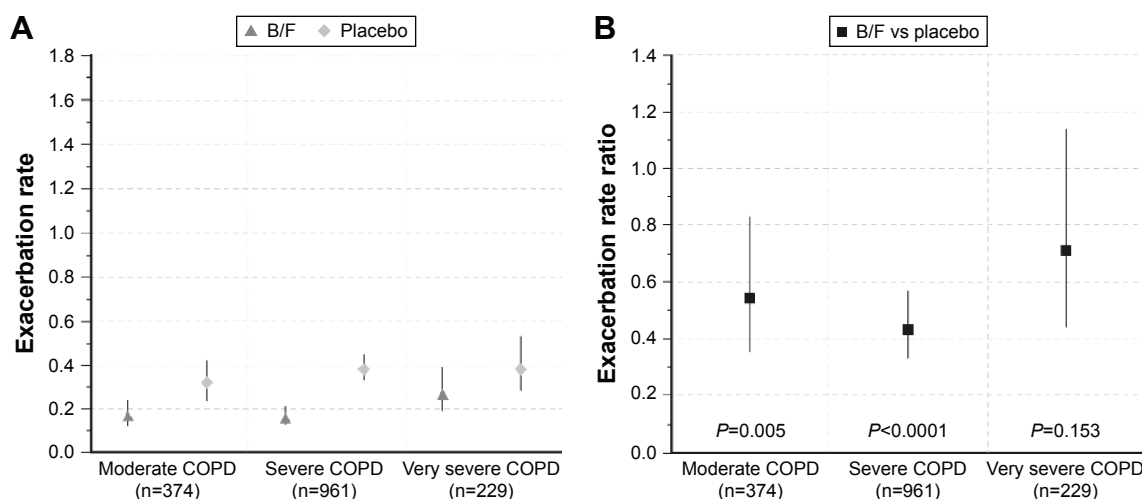 A
B/F Placebo
Exacerbation rate
1.8
1.6
1.4
1.2
1.0
0.8
0.6
0.4
0.2
0.0
Moderate COPD
(n=374)
Severe COPD
(n=961)
Very severe COPD
(n=229)
B
B/F vs placebo
Exacerbation rate ratio
1.4
1.2
1.0
0.8
0.6
0.4
0.2
0.0
P=0.005
P<0.0001
P=0.153
Moderate COPD
(n=374)
Severe COPD
(n=961)
Very severe COPD
(n=229)